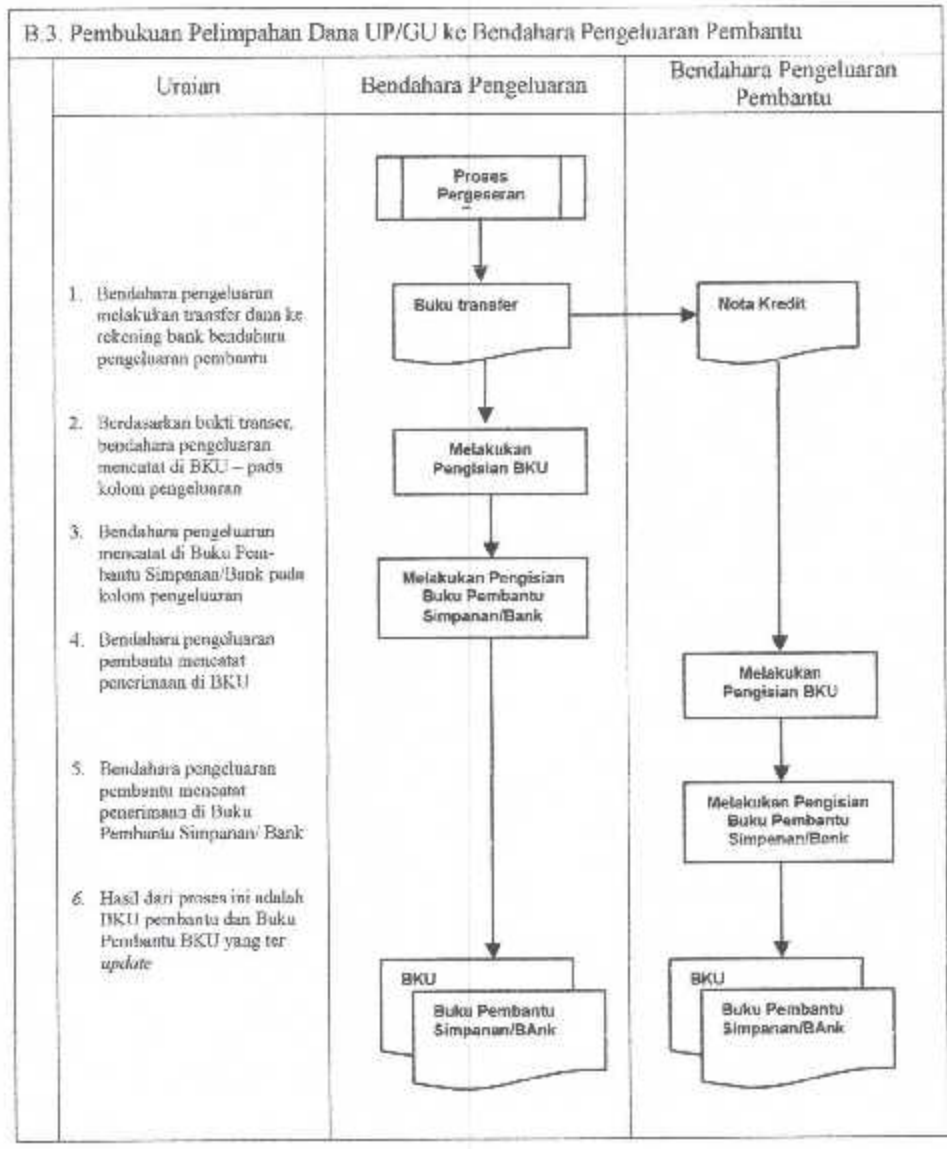 B.3. Pembukuan Pelimpahan Dana UP/GU ke Bendahara Pengeluaran Pembantu
Uraian
Bendahara Pengeluaran
Bendahara Pengeluaran
Pembantu
Proses
Pergeseran
1. Bendahara pengeluaran
melakukan transfer dana ke
rekening bank bendahara
pengeluaran pembantu
Buku transfer
Nota Kredit
2. Berdasarkan bukti transer,
bendahara pengeluaran
mencatat di BKU – pada
kolom pengeluaran
Melakukan
Pengisian BKU
3. Bendahara pengeluaran
mencatat di Buku Pem-
bantu Simpanan/Bank pada
kolom pengeluaran
Melakukan Pengisian
Buku Pembantu
Simpanan/Bank
4. Bendahara pengeluaran
pembantu mencatat
penerimaan di BKU
Melakukan
Pengisian BKU
5. Bendahara pengeluaran
pembantu mencatat
penerimaan di Buku
Pembantu Simpanan/ Bank
Melakukan Pengisian
Buku Pembantu
Simpanan/Bank
6. Hasil dari proses ini adalah
BKU pembantu dan Buku
Pembantu BKU yang ter
update
BKU
Buku Pembantu
Simpanan/BAnk
BKU
Buku Pembantu
Simpanan/BAnk